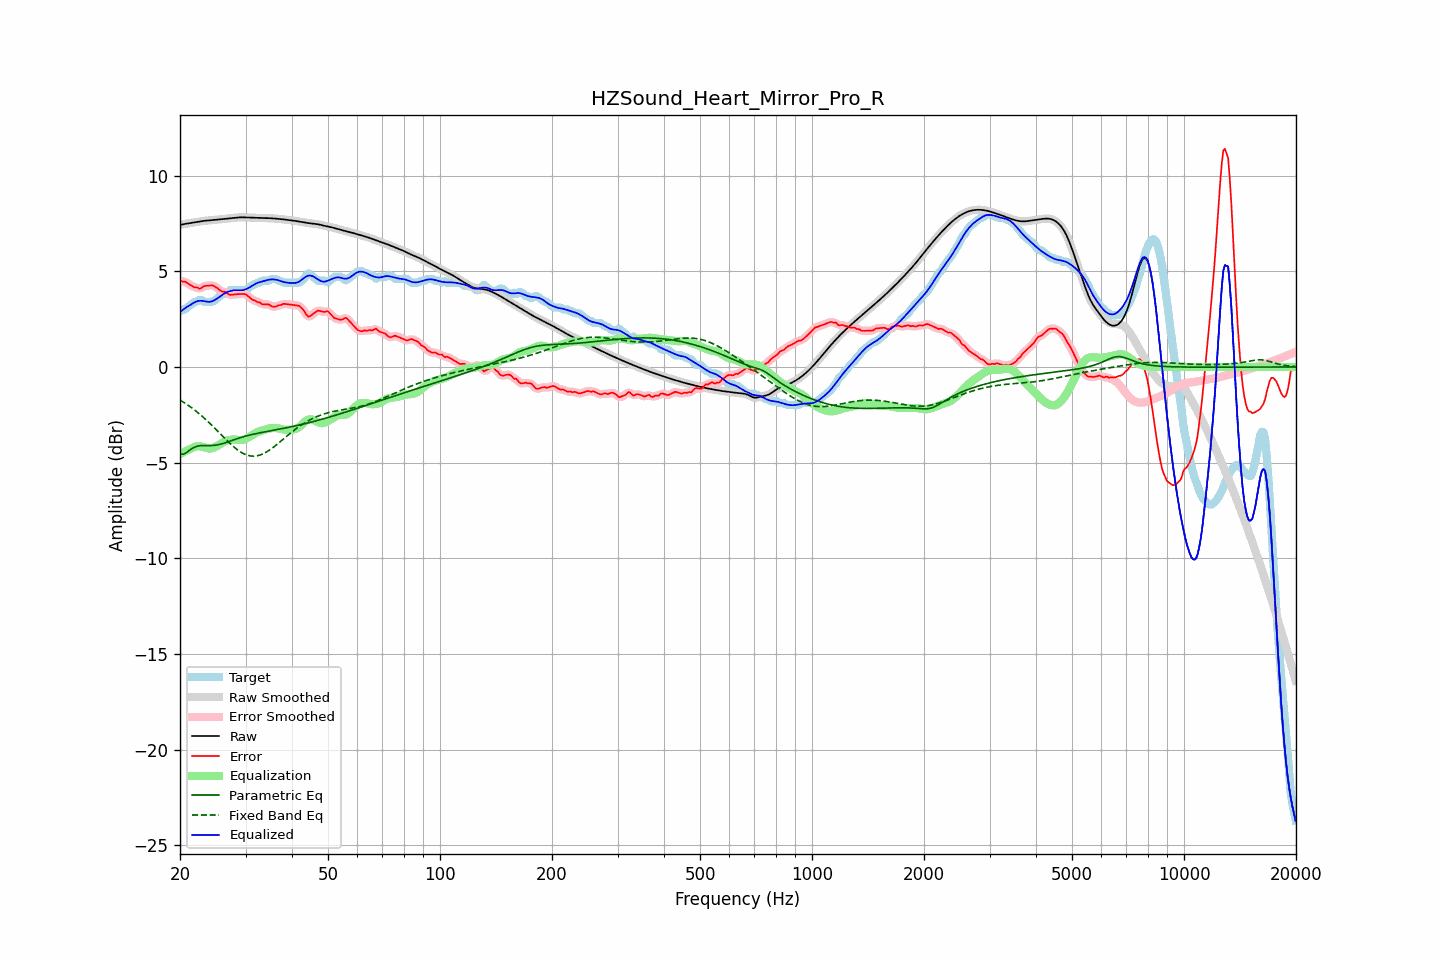 HZSound_Heart_Mirror_Pro_R
Amplitude (dBr)
10
5
0
−5
−10
−15
−20
−25
Target
Raw Smoothed
Error Smoothed
Raw
Error
Equalization
Parametric Eq
Fixed Band Eq
Equalized
20 50 100 200 500 1000 2000 5000 10000 20000
Frequency (Hz)